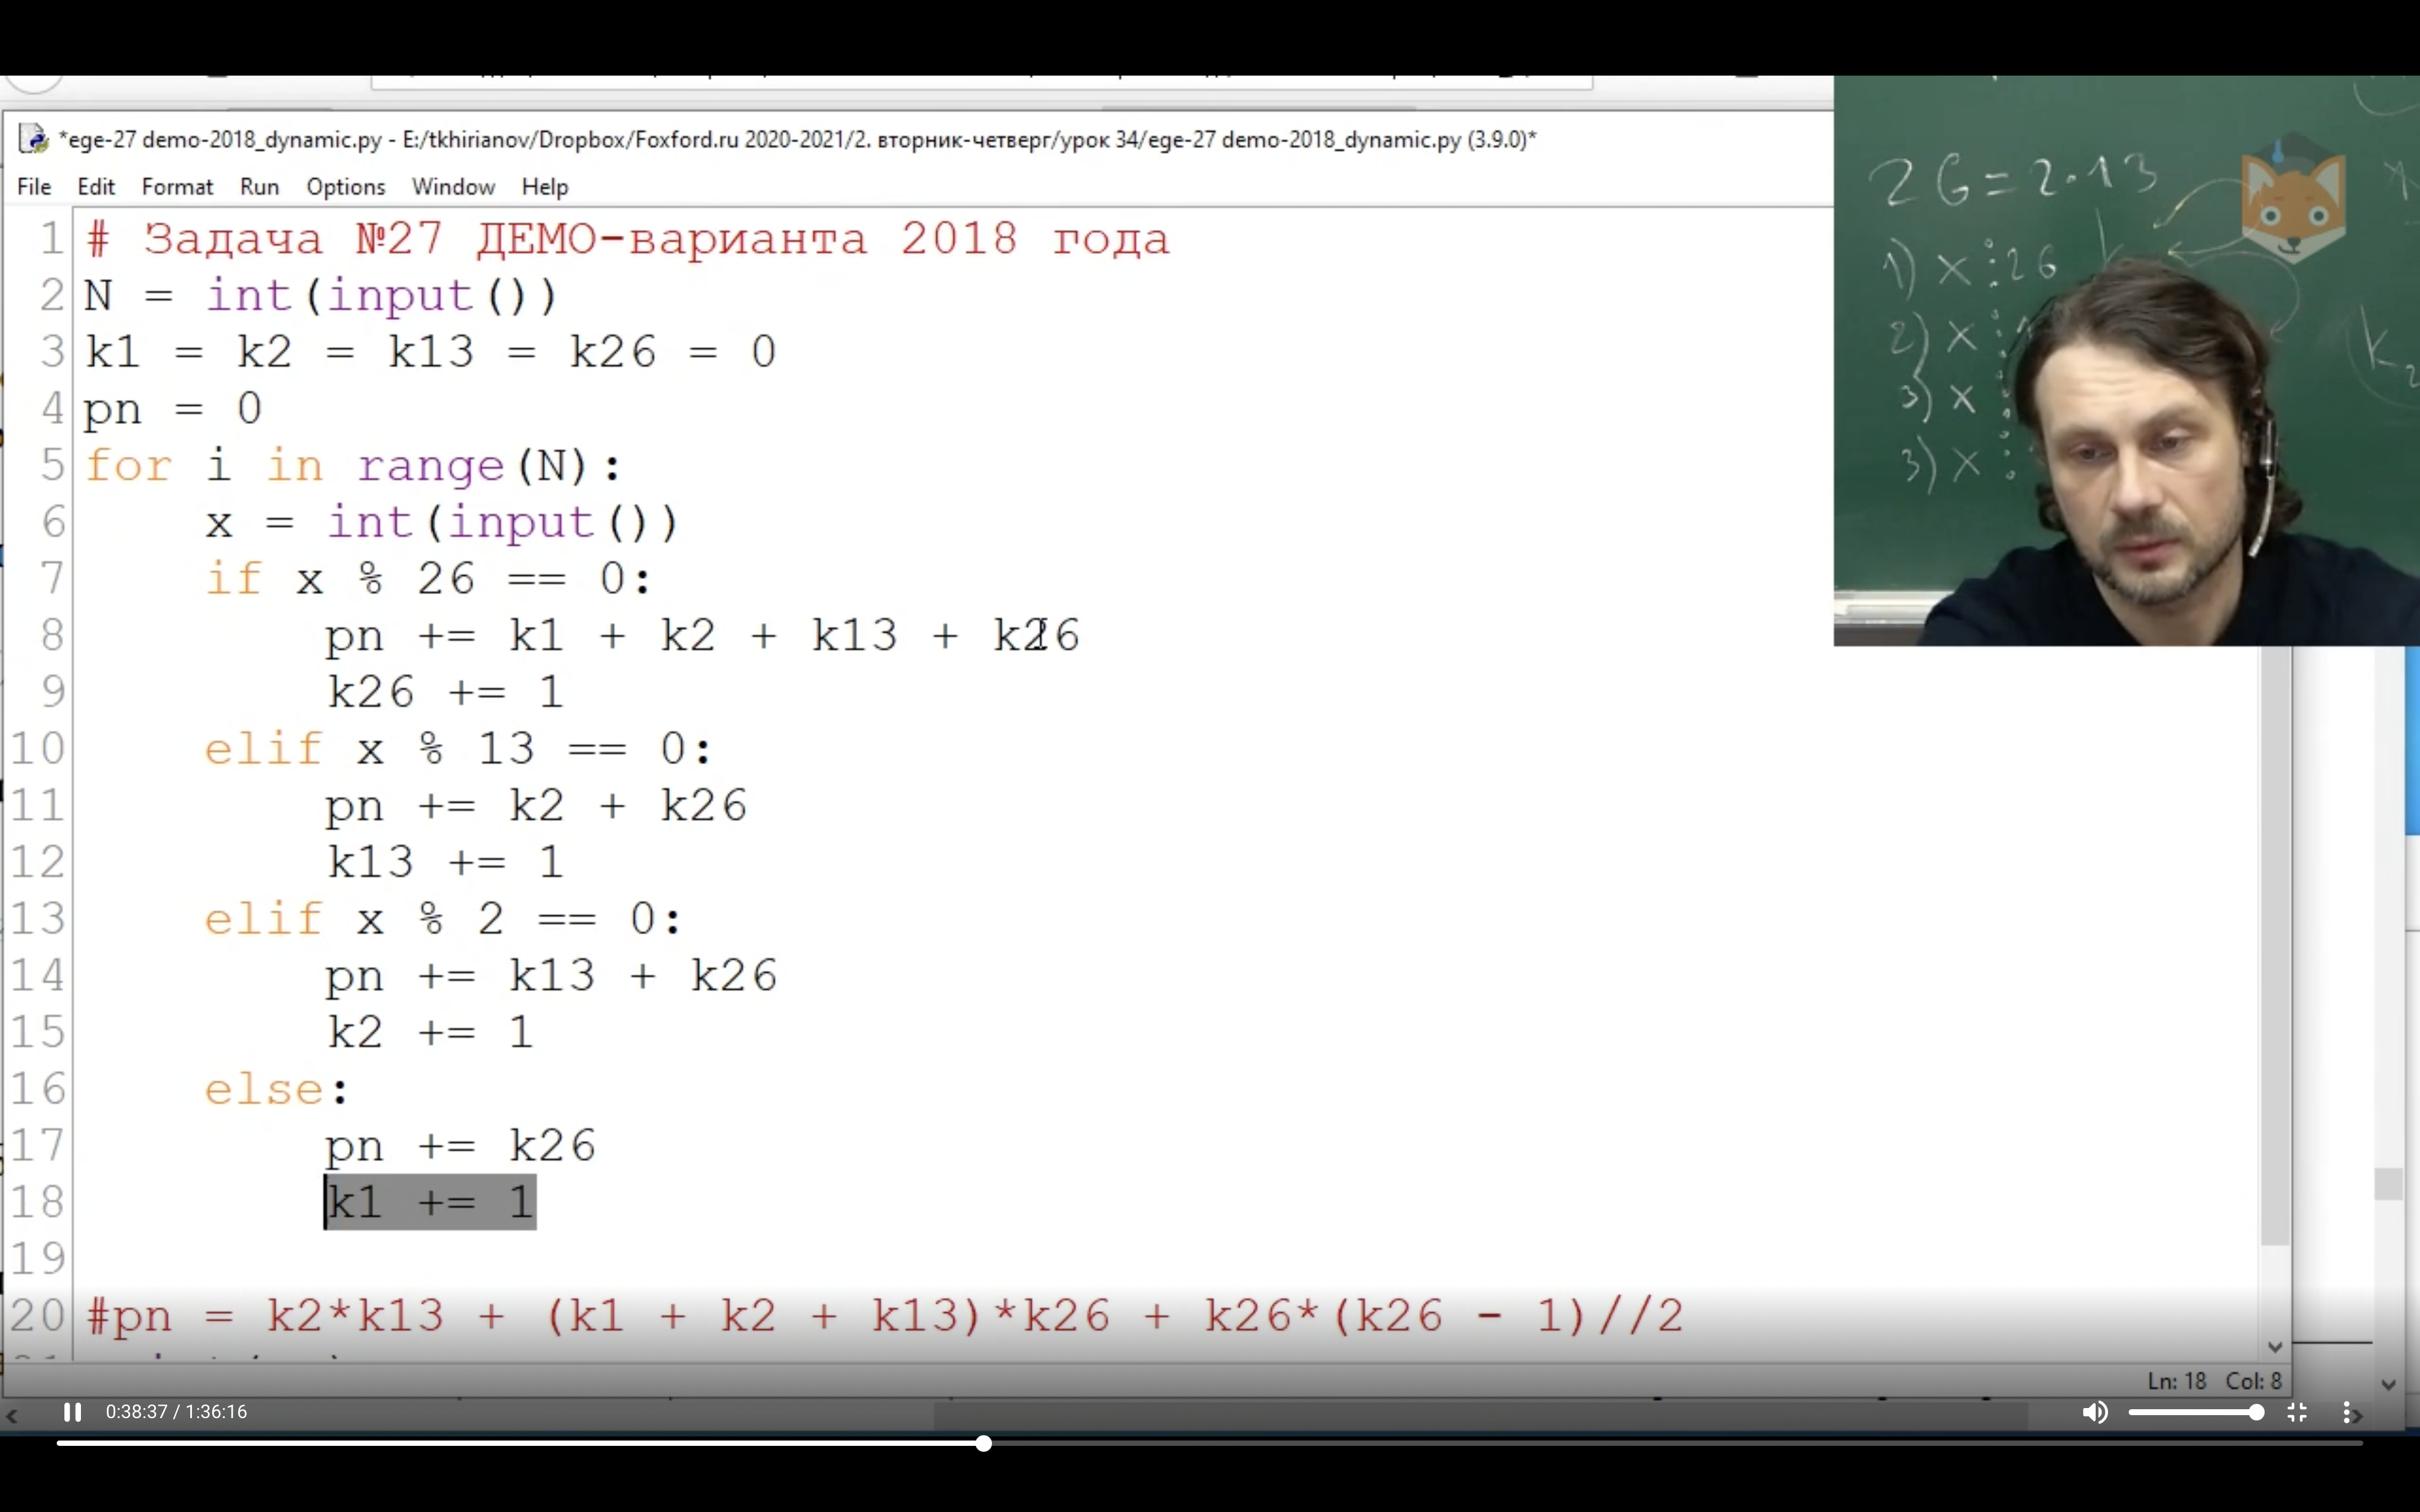 *ege-27 demo-2018_dynamic.py - E:/tkhirianov/Dropbox/Foxford.ru 2020-2021/2. вторник-четверг/урок 34/ege-27 demo-2018_dynamic.py (3.9.0)*
File Edit Format Run Options Window Help
1 # Задача №27 ДЕМО-варианта 2018 года
2 N = int(input())
3 k1 = k2 = k13 = k26 = 0
4 pn = 0
5 for i in range(N):
6 x = int(input())
7 if x % 26 == 0:
8 pn += k1 + k2 + k13 + k26
9 k26 += 1
10 elif x % 13 == 0:
11 pn += k2 + k26
12 k13 += 1
13 elif x % 2 == 0:
14 pn += k13 + k26
15 k2 += 1
16 else:
17 pn += k26
18 k1 += 1
19
20 #pn = k2*k13 + (k1 + k2 + k13)*k26 + k26*(k26 - 1)//2
Ln: 18 Col: 8
0:38:37 / 1:36:16
26=2·13
1) x ⋮ 26
2) x ⋮
3) x ⋮
3) x ⋮
k2